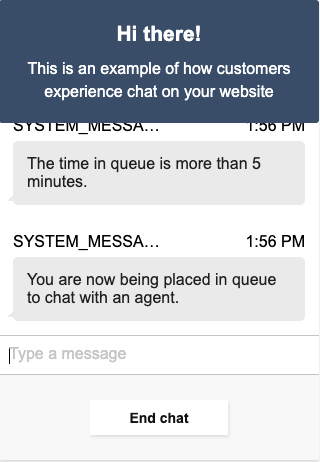 Hi there!
This is an example of how customers
experience chat on your website
SYSTEM_MESSA… 1:56 PM
The time in queue is more than 5
minutes.
SYSTEM_MESSA… 1:56 PM
You are now being placed in queue
to chat with an agent.
Type a message
End chat